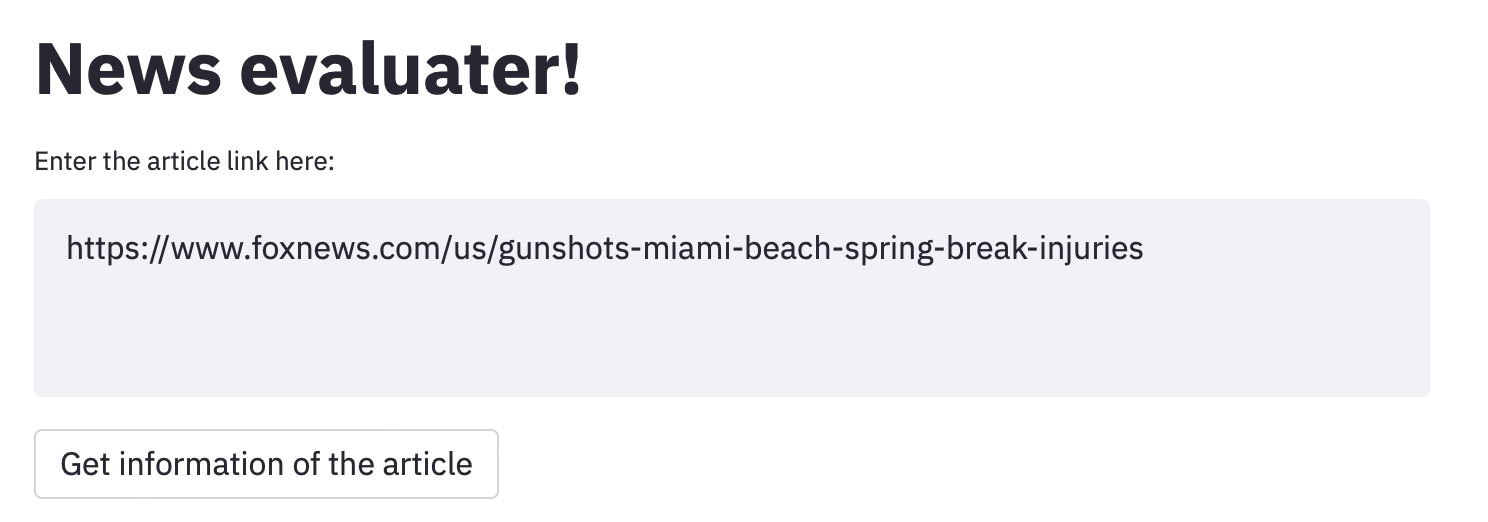 News evaluater!
Enter the article link here:
https://www.foxnews.com/us/gunshots-miami-beach-spring-break-injuries
Get information of the article